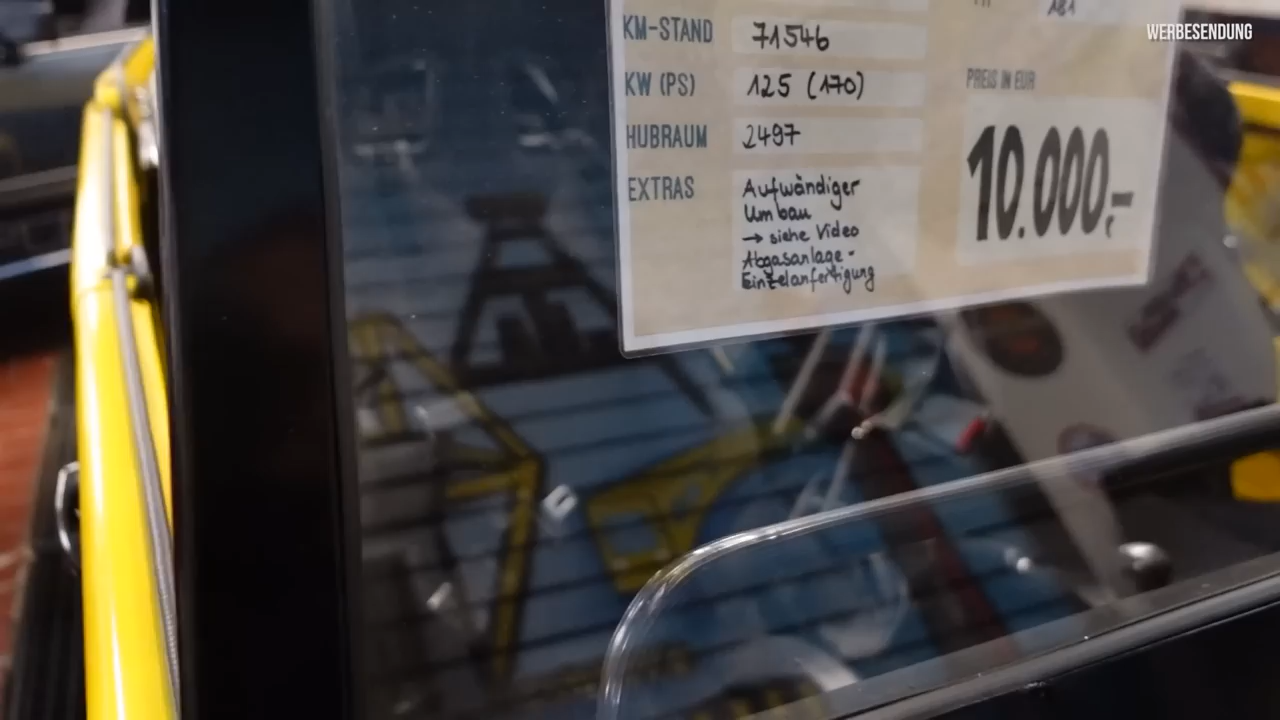 WERBESENDUNG
KM-STAND 71546
KW (PS) 125 (170)
HUBRAUM 2497
EXTRAS Aufwändiger
Umbau
→ siehe Video
Abgasanlage-
Einzelanfertigung
181
PREIS IN EUR
10.000,-